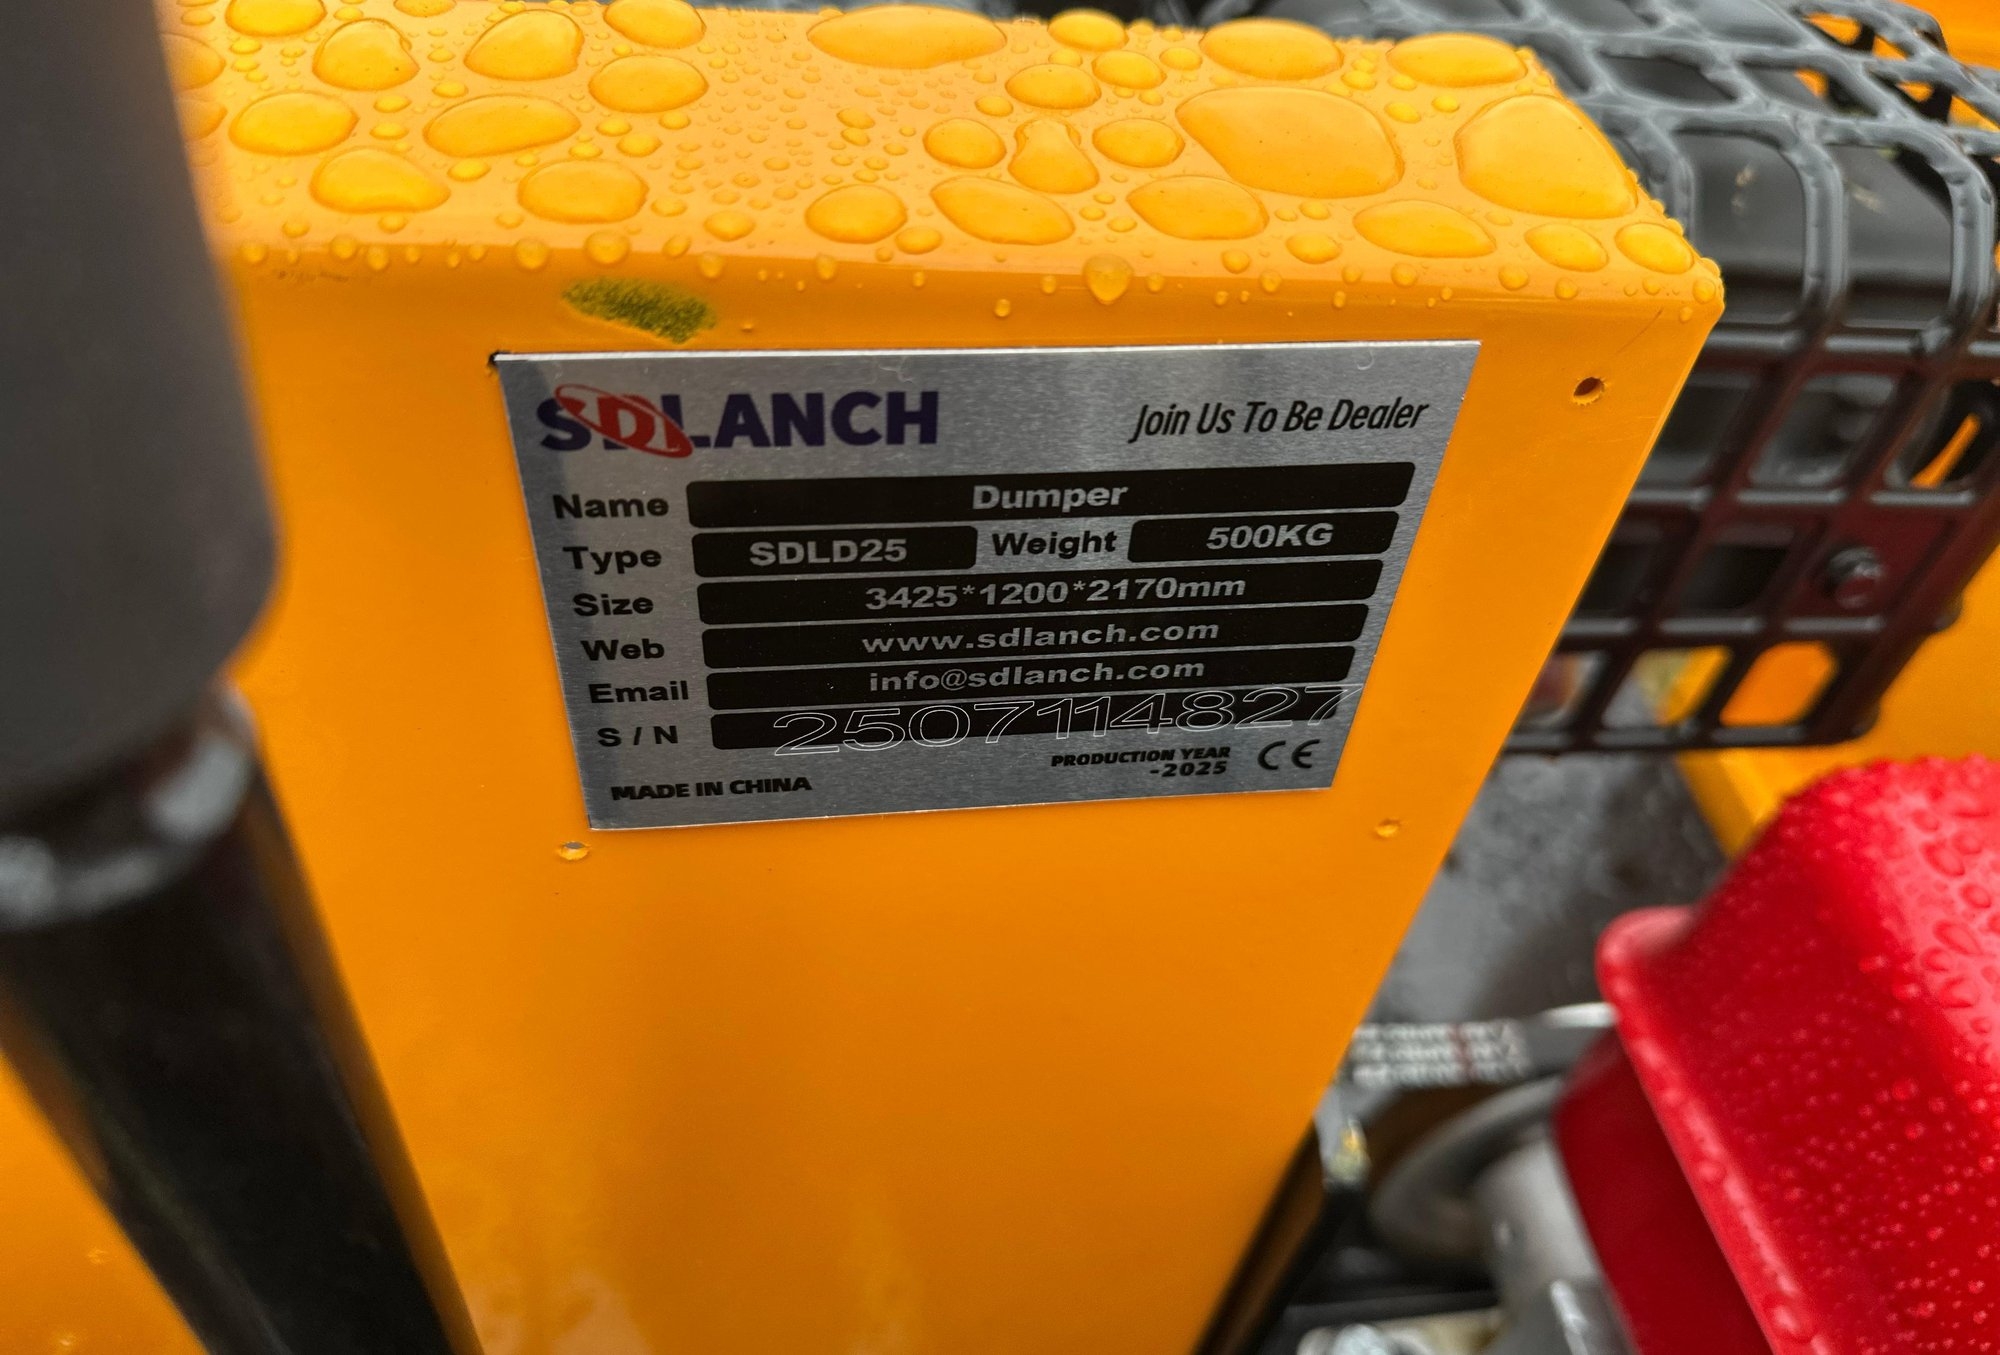 SDLANCH
Join Us To Be Dealer
Name Dumper
Type SDLD25 Weight 500KG
Size 3425*1200*2170mm
Web www.sdlanch.com
Email info@sdlanch.com
S / N 2507114827
PRODUCTION YEAR
-2025
CE
MADE IN CHINA